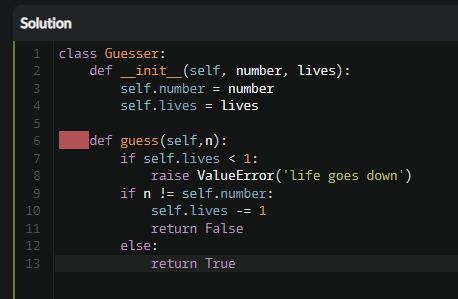 Solution
1 class Guesser:
2     def __init__(self, number, lives):
3         self.number = number
4         self.lives = lives
5
6     def guess(self,n):
7         if self.lives < 1:
8             raise ValueError('life goes down')
9         if n != self.number:
10             self.lives -= 1
11             return False
12         else:
13             return True